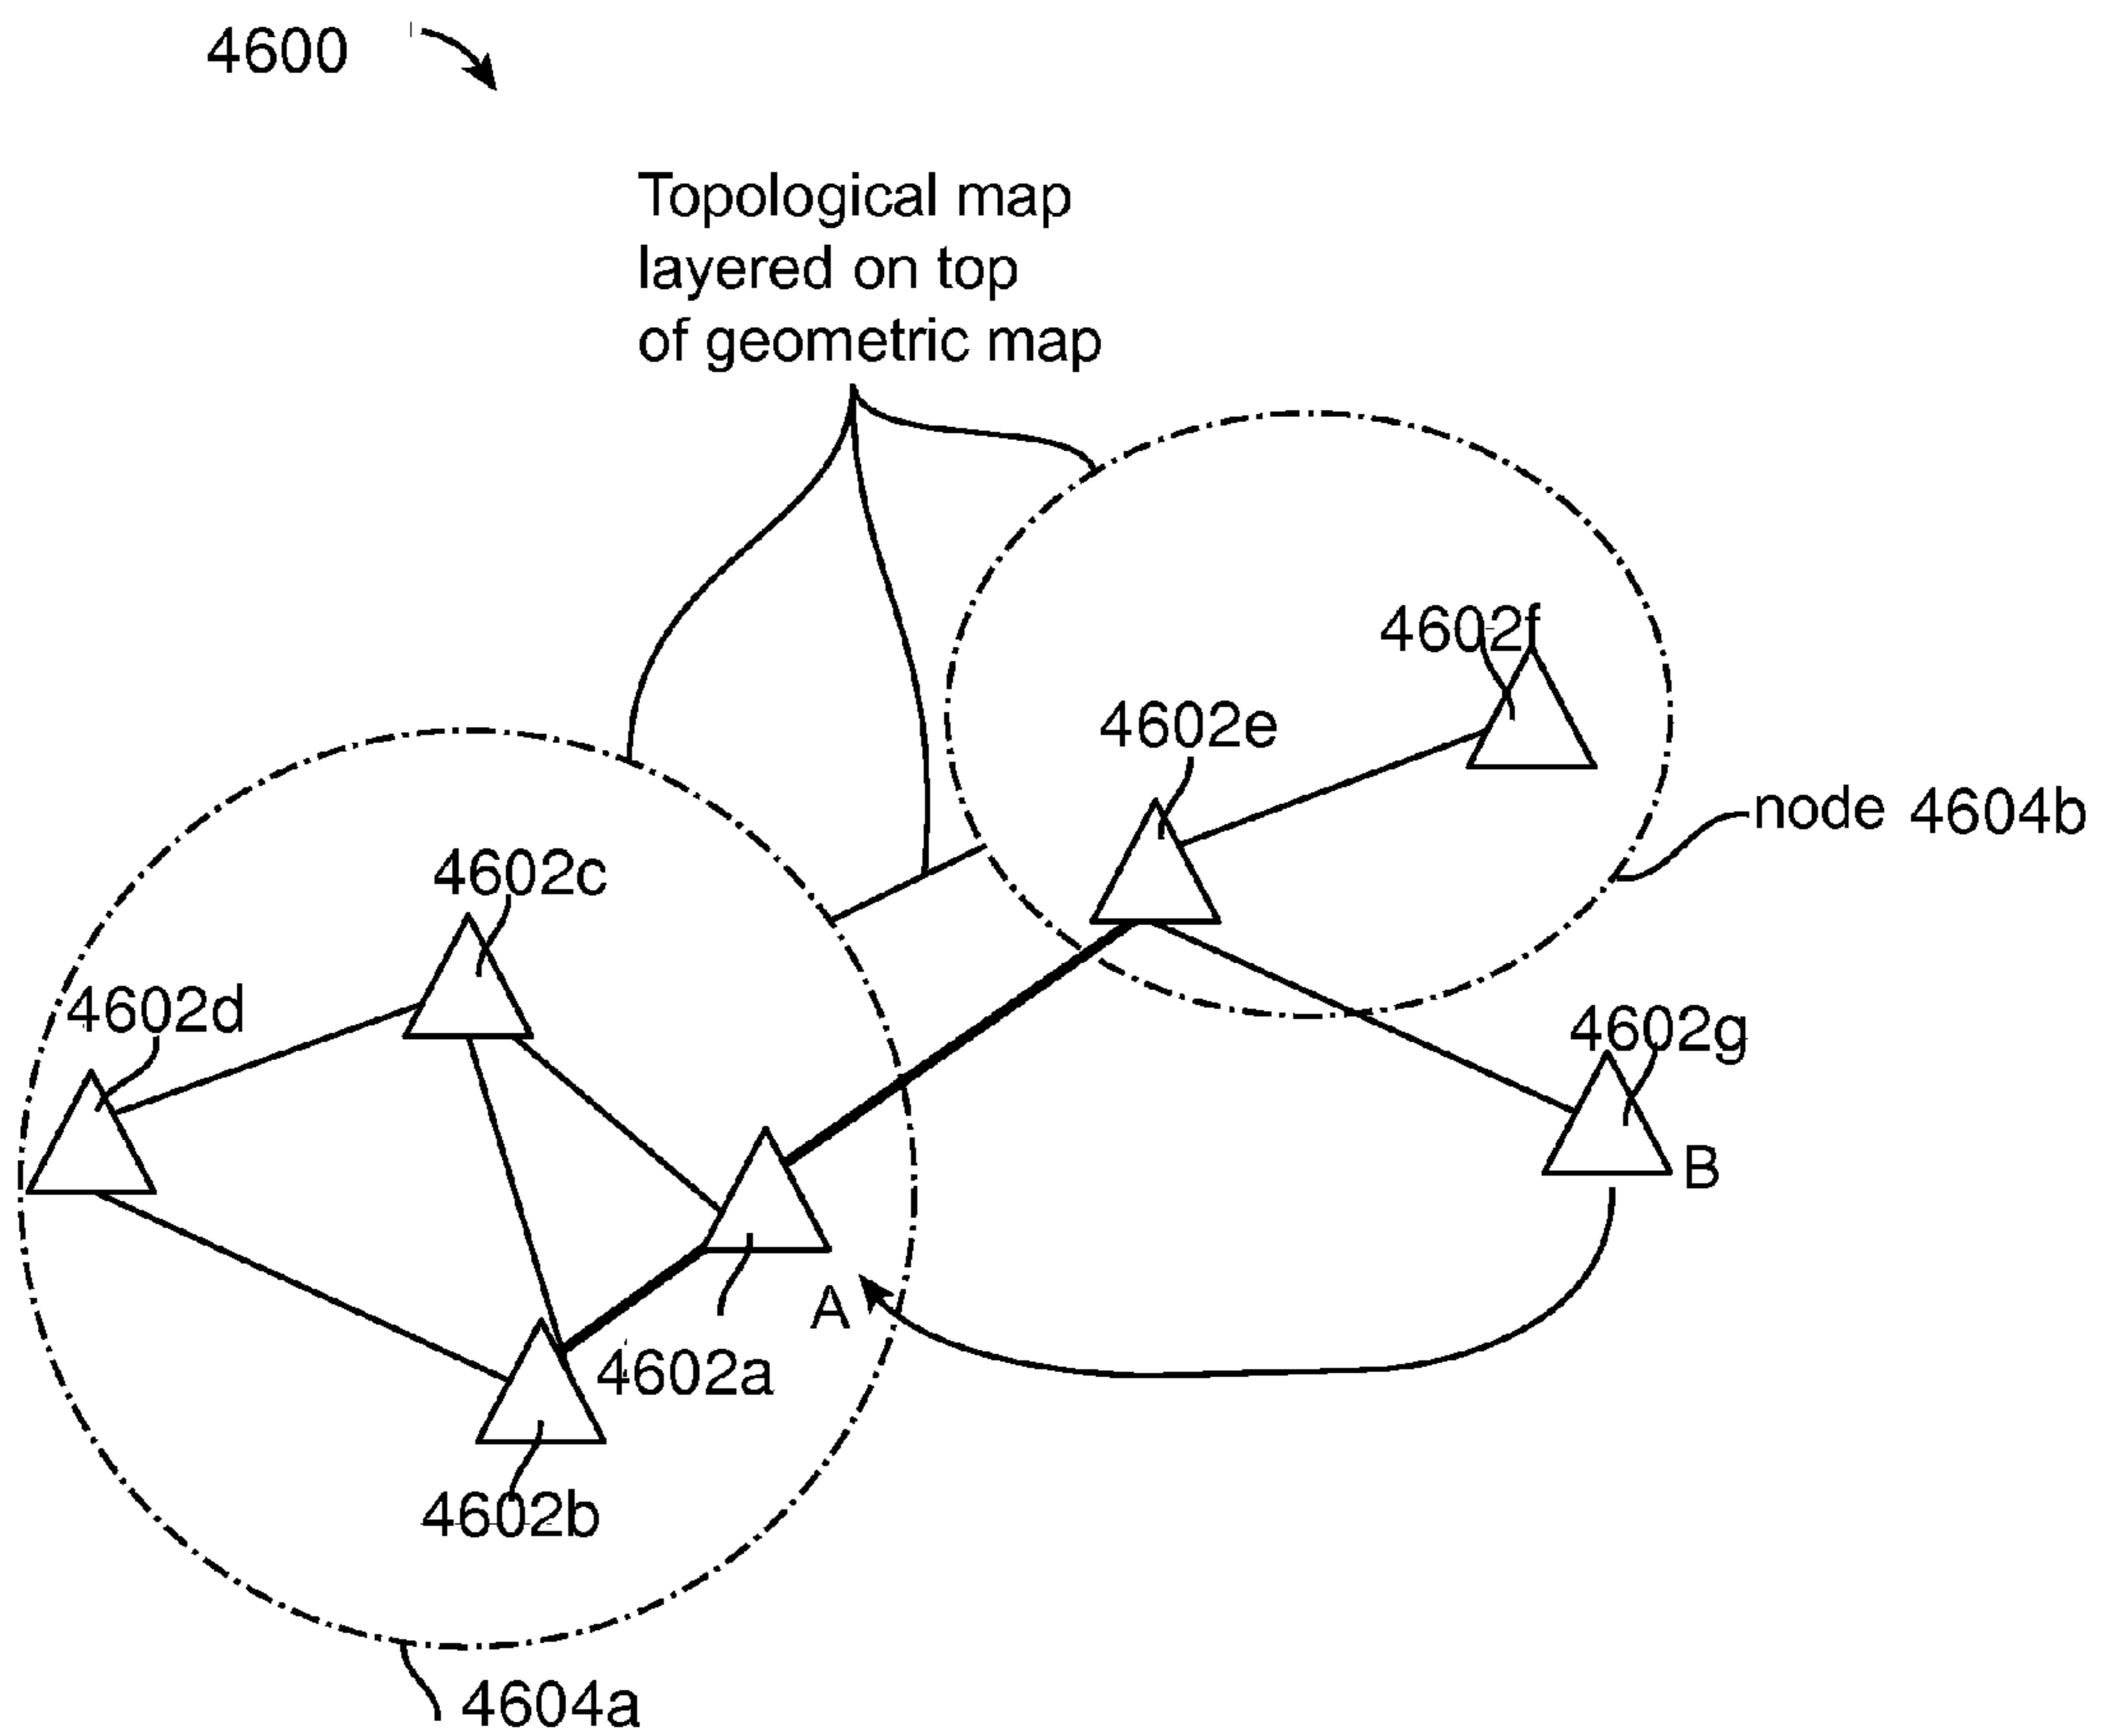 4600
Topological map
layered on top
of geometric map
4602f
4602e
node 4604b
4602c
4602d
4602g
B
A
4602a
4602b
4604a